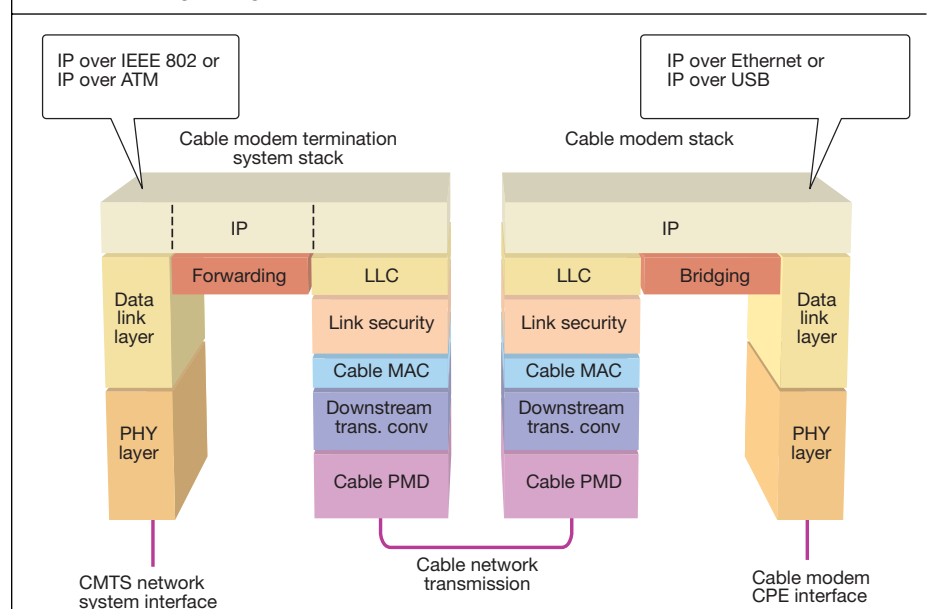 IP over IEEE 802 or
IP over ATM
IP over Ethernet or
IP over USB
Cable modem termination
system stack
Cable modem stack
IP
IP
Forwarding
LLC
LLC
Bridging
Data
link
layer
Link security
Link security
Data
link
layer
Cable MAC
Cable MAC
PHY
layer
Downstream
trans. conv
Downstream
trans. conv
PHY
layer
Cable PMD
Cable PMD
CMTS network
system interface
Cable network
transmission
Cable modem
CPE interface